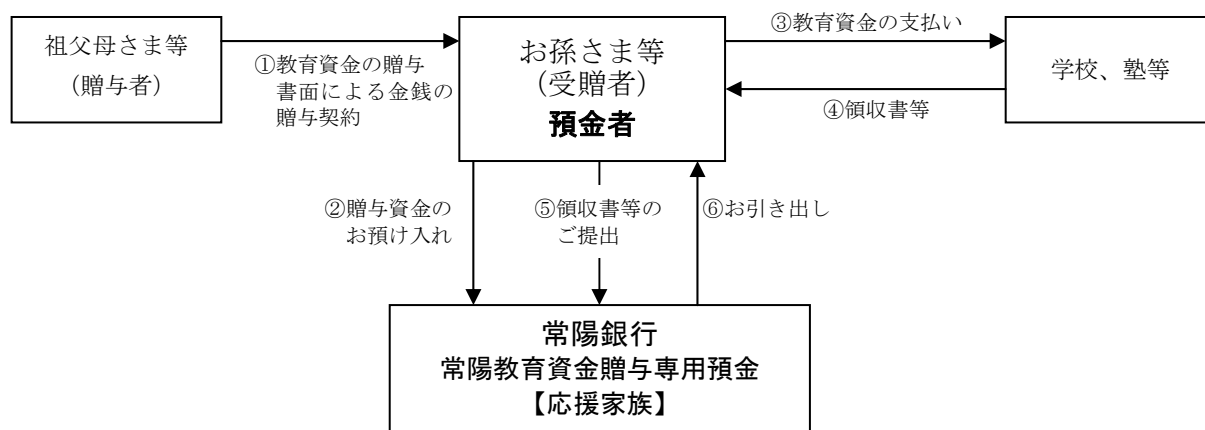 祖父母さま等
(贈与者)
①教育資金の贈与
書面による金銭の
贈与契約
お孫さま等
(受贈者)
預金者
③教育資金の支払い
④領収書等
学校、塾等
②贈与資金の
お預け入れ
⑤領収書等の
ご提出
⑥お引き出し
常陽銀行
常陽教育資金贈与専用預金
【応援家族】